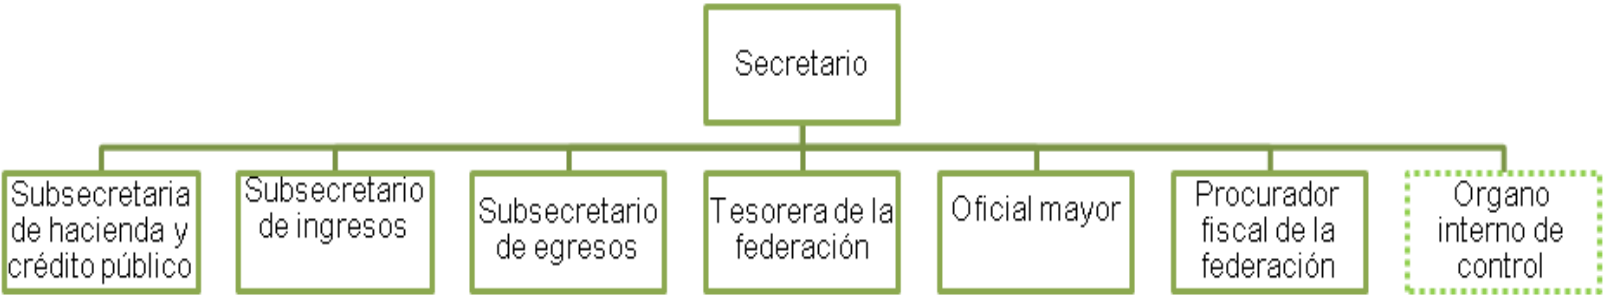 Secretario
Subsecretaria
de hacienda y
crédito público
Subsecretario
de ingresos
Subsecretario
de egresos
Tesorera de la
federación
Oficial mayor
Procurador
fiscal de la
federación
Organo
interno de
control